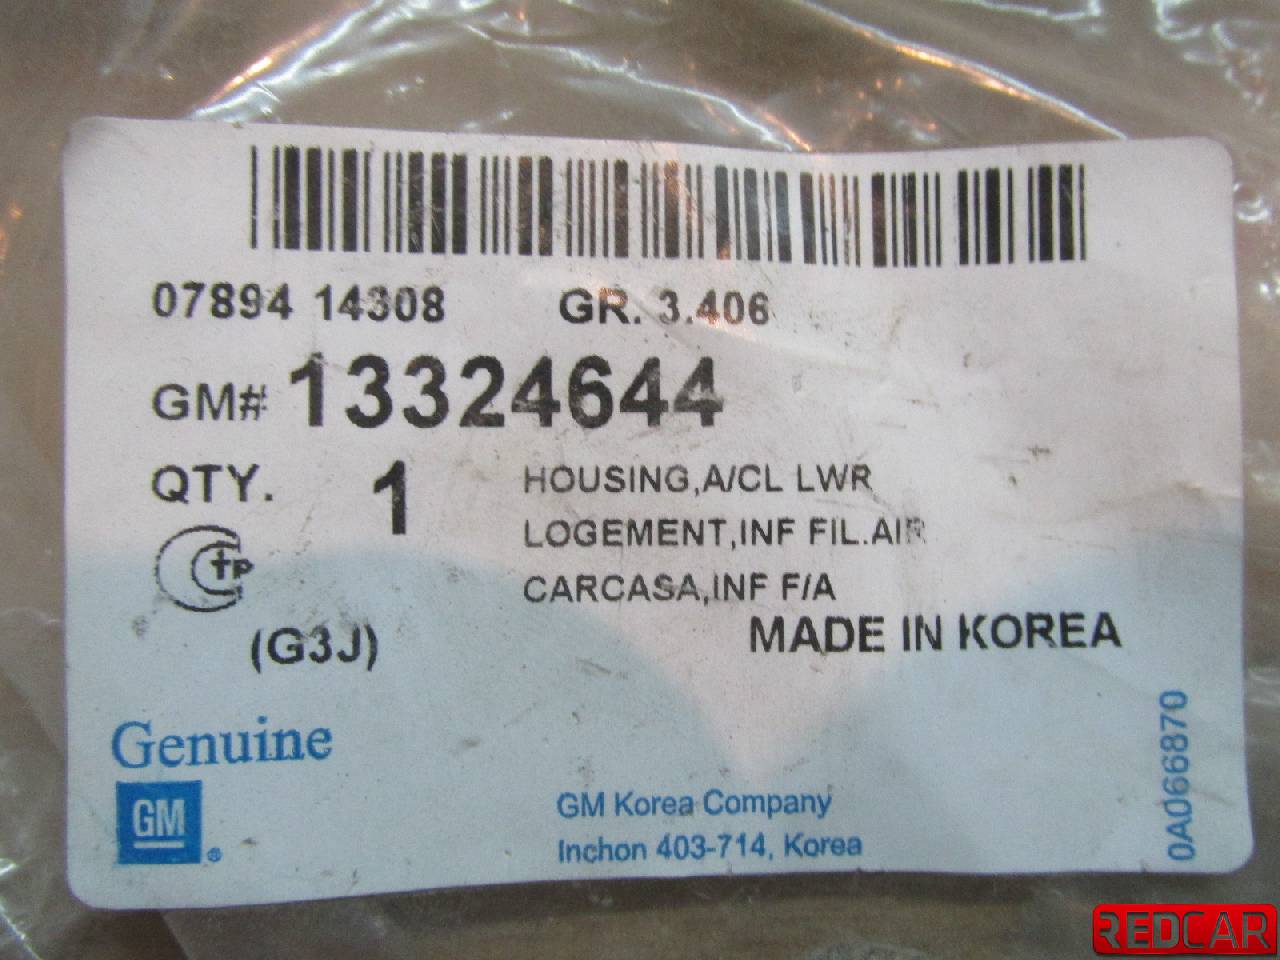 07894 14308 GR. 3.406
GM# 13324644
QTY. 1
HOUSING,A/CL LWR
LOGEMENT,INF FIL.AIR
CARCASA,INF F/A
(G3J)
MADE IN KOREA
Genuine
GM
GM Korea Company
Inchon 403-714, Korea
0A066870
REDCAR